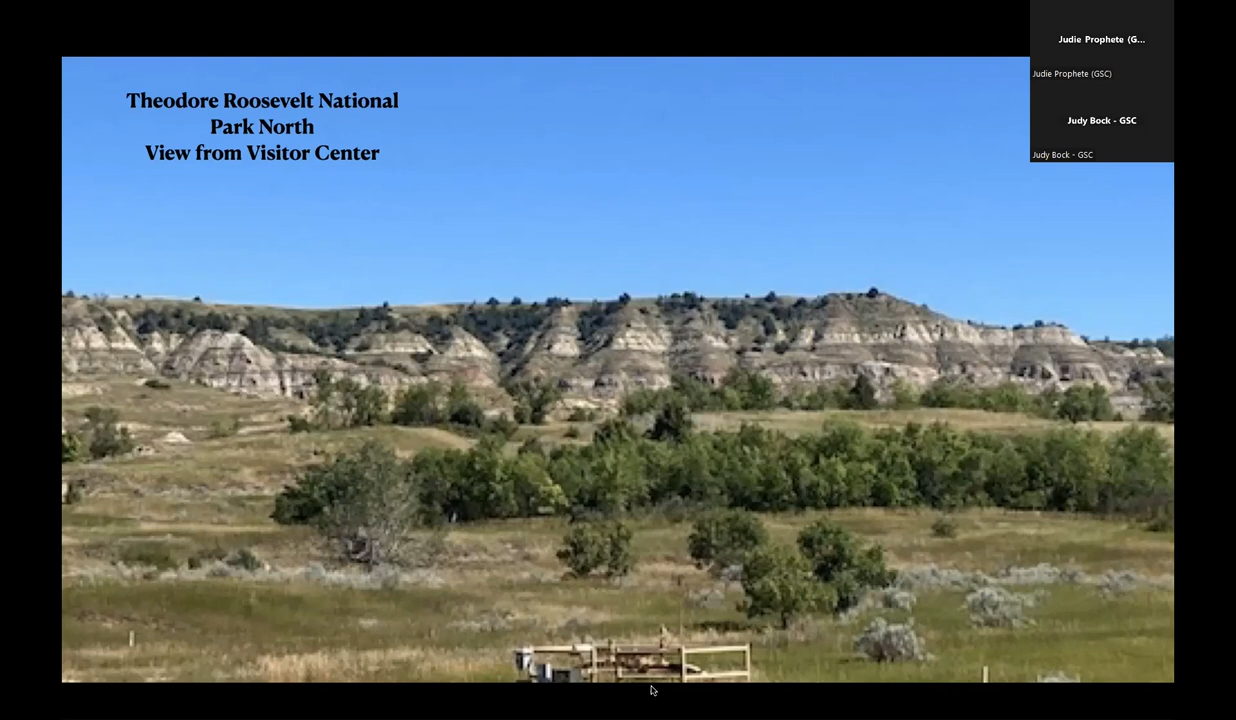 Theodore Roosevelt National
Park North
View from Visitor Center
Judie Prophete (G...
Judie Prophete (GSC)
Judy Bock - GSC
Judy Bock - GSC